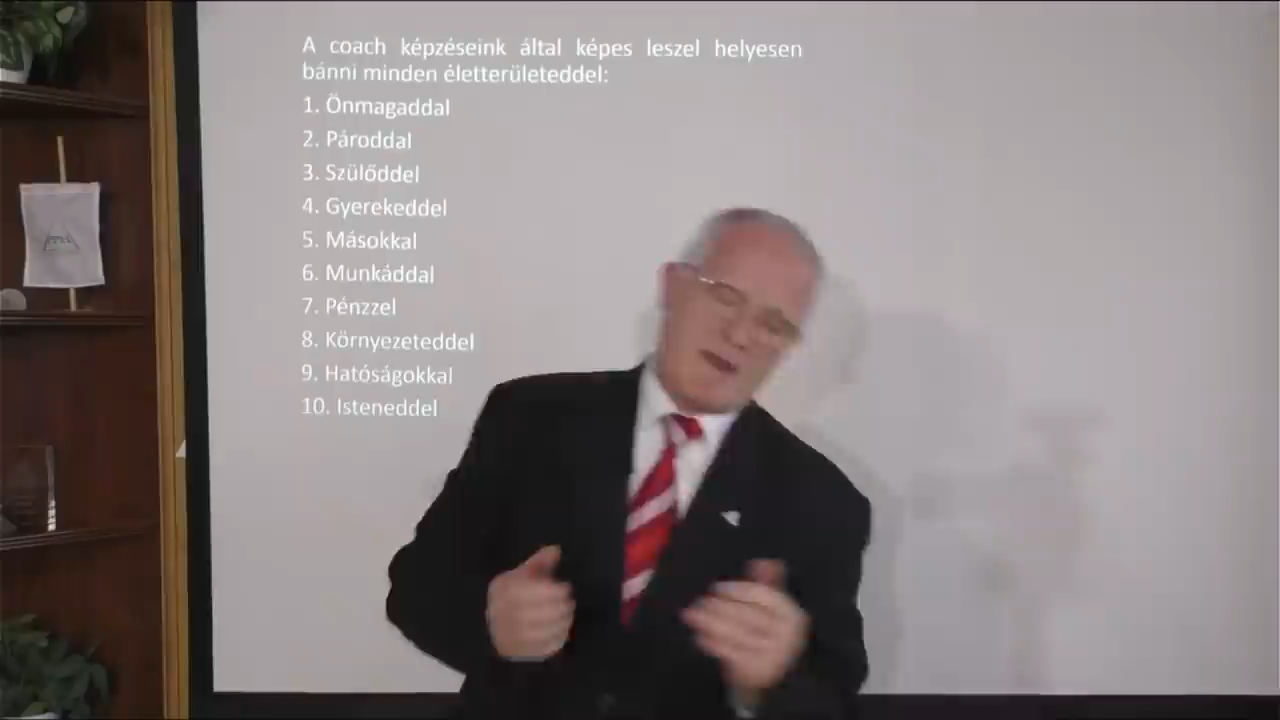 A coach képzéseink által képes leszel helyesen
bánni minden életterületeddel:
1. Önmagaddal
2. Pároddal
3. Szülőddel
4. Gyerekeddel
5. Másokkal
6. Munkáddal
7. Pénzzel
8. Környezeteddel
9. Hatóságokkal
10. Isteneddel